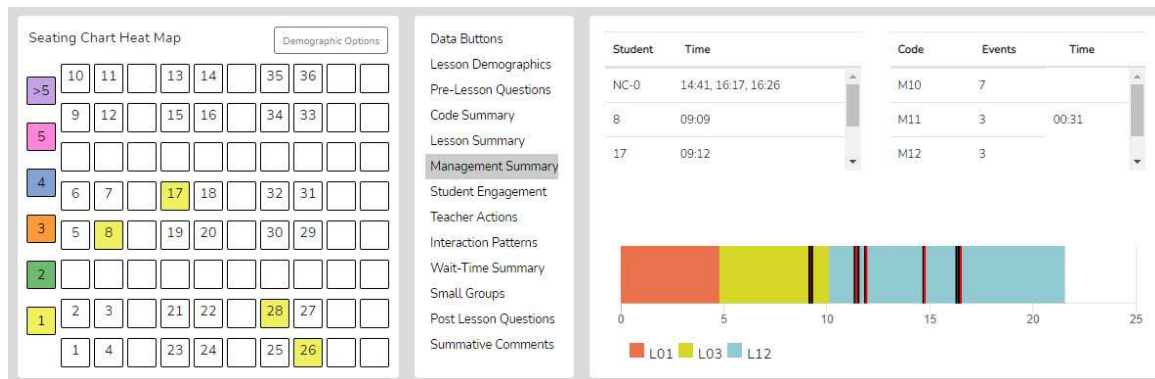 Seating Chart Heat Map
Demographic Options
>5
5
4
3
2
1
10 11 13 14 35 36
9 12 15 16 34 33
6 7 17 18 32 31
5 8 19 20 30 29
2 3 21 22 28 27
1 4 23 24 25 26
Data Buttons
Lesson Demographics
Pre-Lesson Questions
Code Summary
Lesson Summary
Management Summary
Student Engagement
Teacher Actions
Interaction Patterns
Wait-Time Summary
Small Groups
Post Lesson Questions
Summative Comments
Student Time
NC-0 14:41, 16:17, 16:26
8 09:09
17 09:12
Code Events Time
M10 7
M11 3 00:31
M12 3
0 5 10 15 20 25
L01 L03 L12